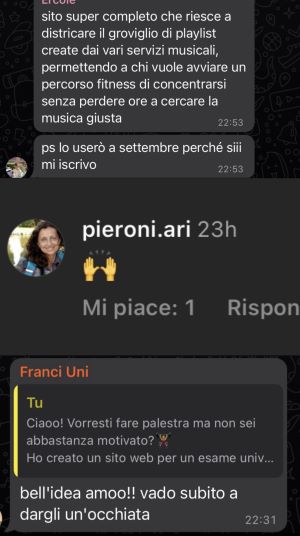 Ercole
sito super completo che riesce a
districare il groviglio di playlist
create dai vari servizi musicali,
permettendo a chi vuole avviare un
percorso fitness di concentrarsi
senza perdere ore a cercare la
musica giusta
22:53
ps lo userò a settembre perché siii
mi iscrivo
22:53
pieroni.ari 23h
🙌
Mi piace: 1 Rispon
Franci Uni
Tu
Ciaoo! Vorresti fare palestra ma non sei
abbastanza motivato?🏋️
Ho creato un sito web per un esame univ...
bell'idea amoo!! vado subito a
dargli un'occhiata
22:31